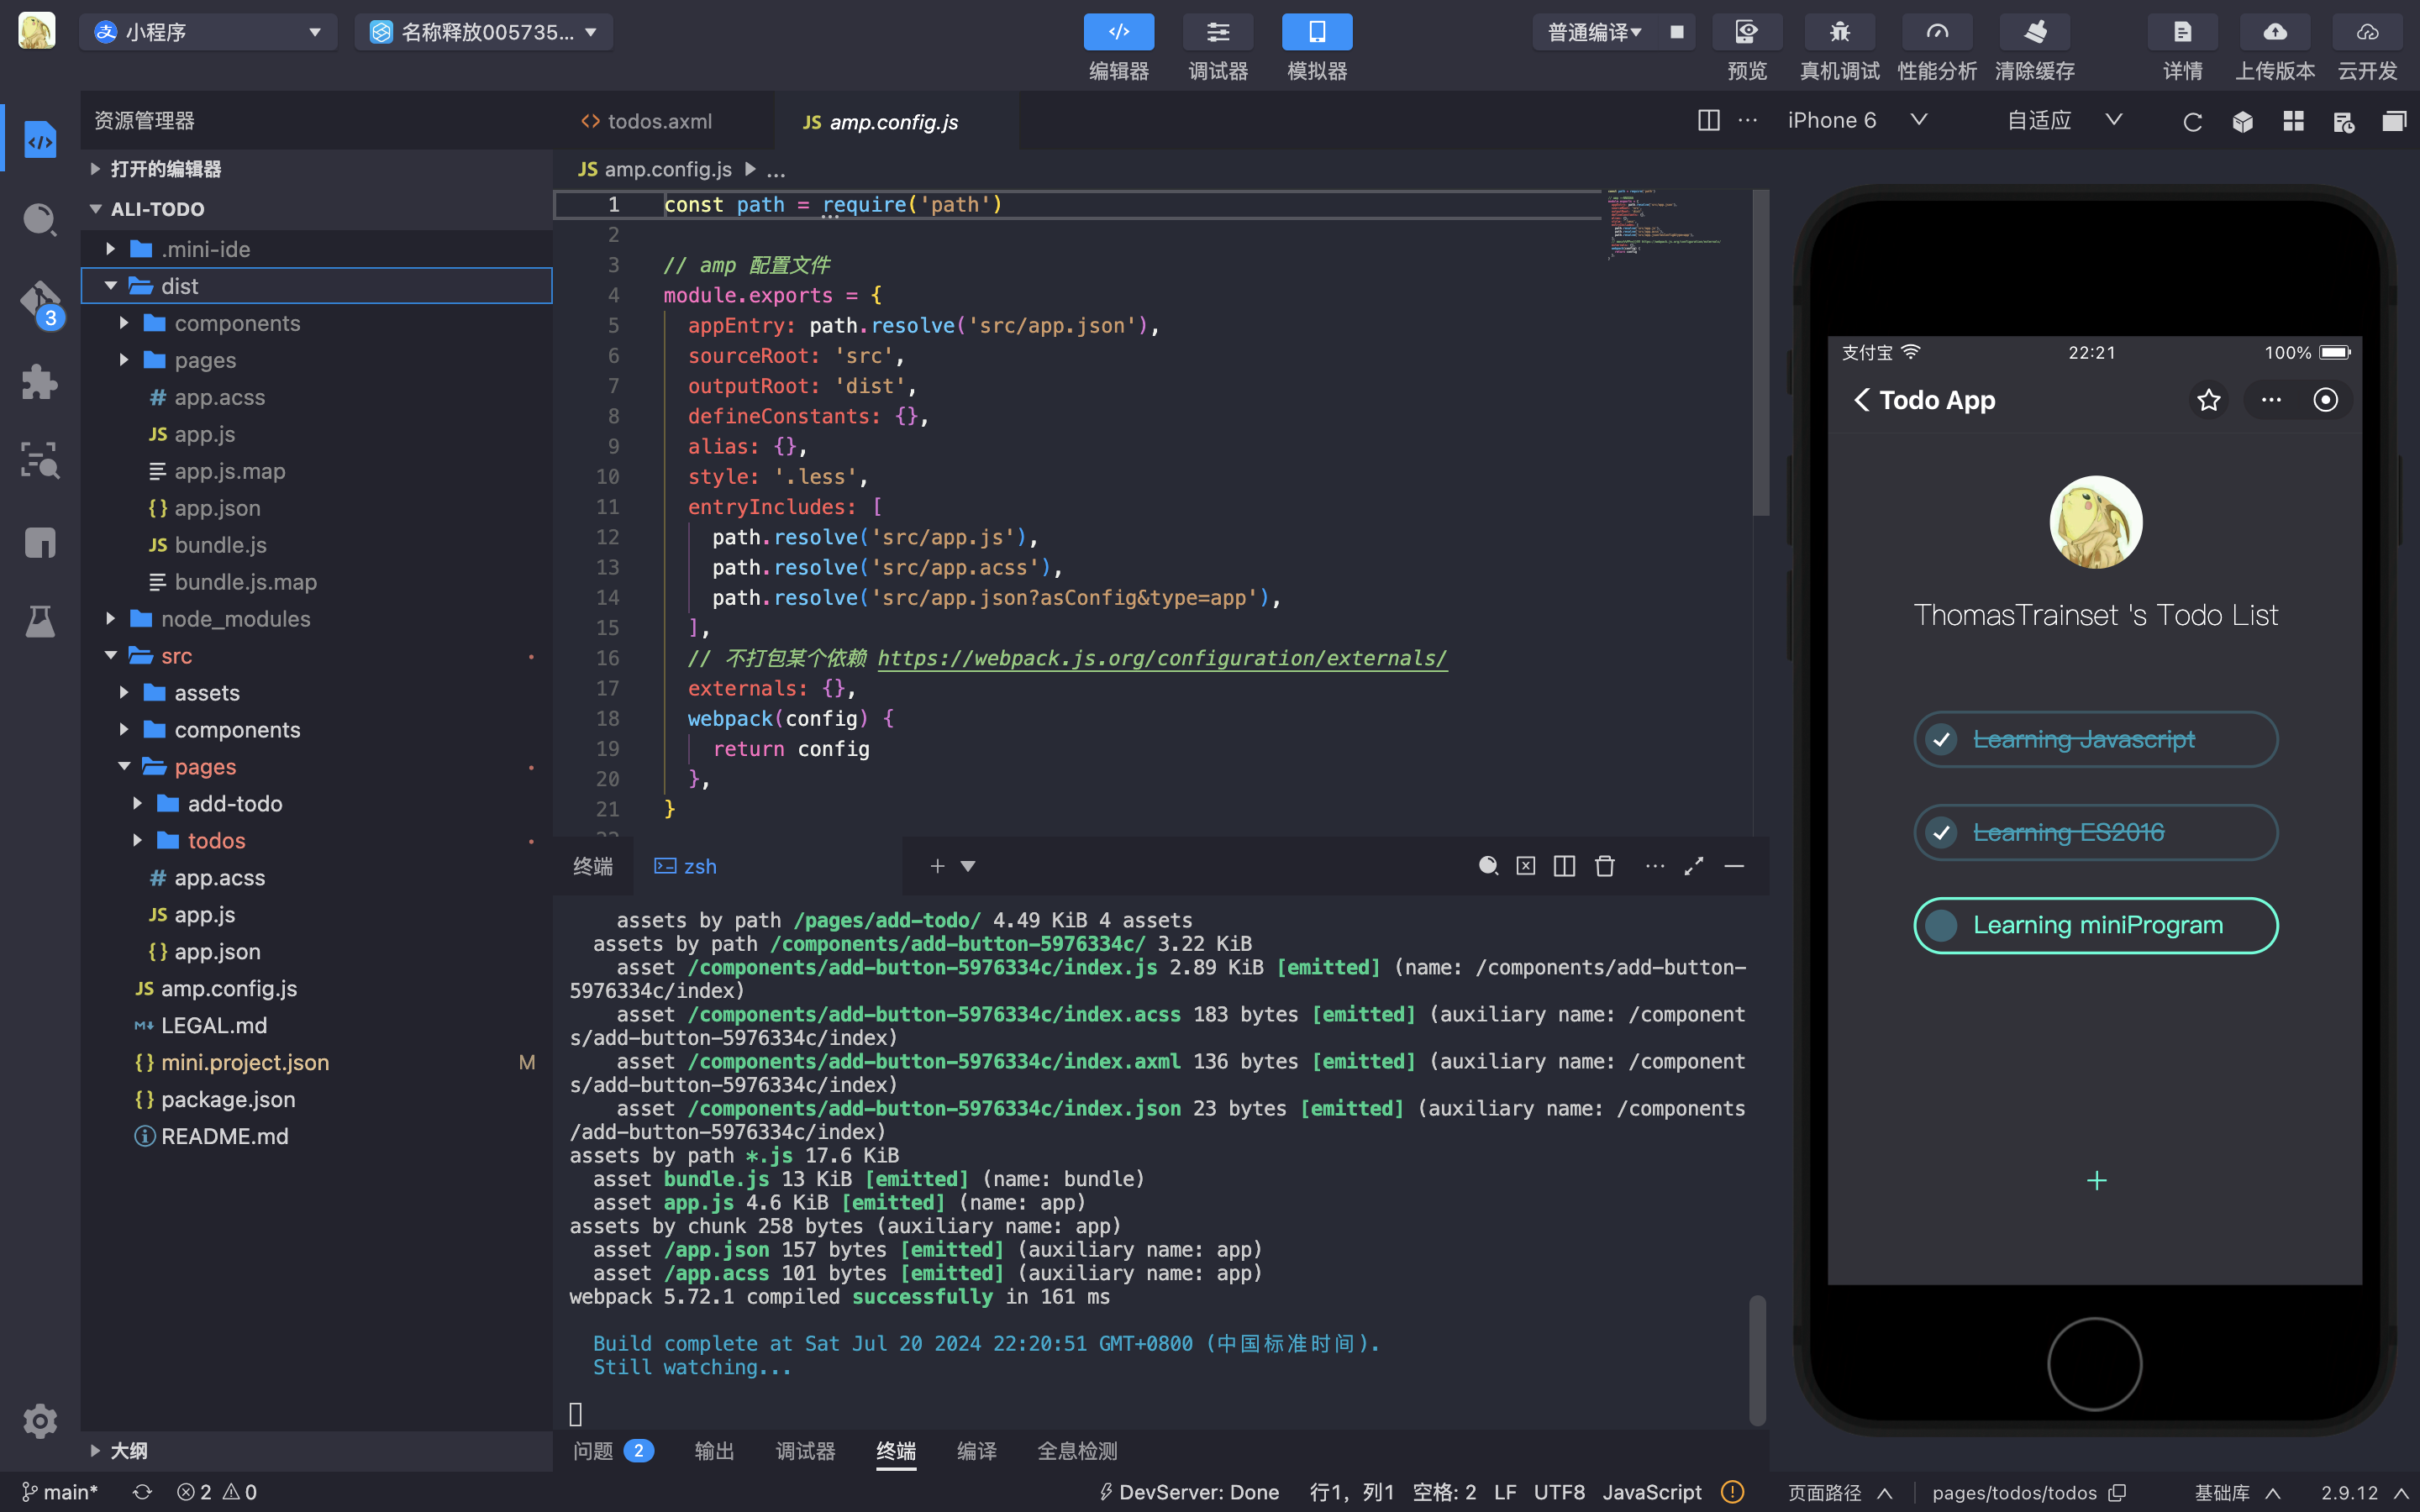 小程序
名称释放005735...
编辑器
调试器
模拟器
普通编译
预览
真机调试
性能分析
清除缓存
详情
上传版本
云开发
资源管理器
打开的编辑器
ALI-TODO
.mini-ide
dist
components
pages
# app.acss
JS app.js
app.js.map
{} app.json
JS bundle.js
bundle.js.map
node_modules
src
assets
components
pages
add-todo
todos
# app.acss
JS app.js
{} app.json
JS amp.config.js
M↓ LEGAL.md
{} mini.project.json M
{} package.json
README.md
大纲
3
<> todos.axml
JS amp.config.js
JS amp.config.js ...
1 const path = require('path')
2
3 // amp 配置文件
4 module.exports = {
5 appEntry: path.resolve('src/app.json'),
6 sourceRoot: 'src',
7 outputRoot: 'dist',
8 defineConstants: {},
9 alias: {},
10 style: '.less',
11 entryIncludes: [
12 path.resolve('src/app.js'),
13 path.resolve('src/app.acss'),
14 path.resolve('src/app.json?asConfig&type=app'),
15 ],
16 // 不打包某个依赖 https://webpack.js.org/configuration/externals/
17 externals: {},
18 webpack(config) {
19 return config
20 },
21 }
终端
zsh
assets by path /pages/add-todo/ 4.49 KiB 4 assets
assets by path /components/add-button-5976334c/ 3.22 KiB
asset /components/add-button-5976334c/index.js 2.89 KiB [emitted] (name: /components/add-button-
5976334c/index)
asset /components/add-button-5976334c/index.acss 183 bytes [emitted] (auxiliary name: /component
s/add-button-5976334c/index)
asset /components/add-button-5976334c/index.axml 136 bytes [emitted] (auxiliary name: /component
s/add-button-5976334c/index)
asset /components/add-button-5976334c/index.json 23 bytes [emitted] (auxiliary name: /components
/add-button-5976334c/index)
assets by path *.js 17.6 KiB
asset bundle.js 13 KiB [emitted] (name: bundle)
asset app.js 4.6 KiB [emitted] (name: app)
assets by chunk 258 bytes (auxiliary name: app)
asset /app.json 157 bytes [emitted] (auxiliary name: app)
asset /app.acss 101 bytes [emitted] (auxiliary name: app)
webpack 5.72.1 compiled successfully in 161 ms
Build complete at Sat Jul 20 2024 22:20:51 GMT+0800 (中国标准时间).
Still watching...
问题 2
输出
调试器
终端
编译
全息检测
iPhone 6
自适应
支付宝
22:21
100%
Todo App
ThomasTrainset 's Todo List
Learning Javascript
Learning ES2016
Learning miniProgram
+
main*
2
0
DevServer: Done
行1，列1
空格: 2
LF
UTF8
JavaScript
页面路径
pages/todos/todos
基础库
2.9.12